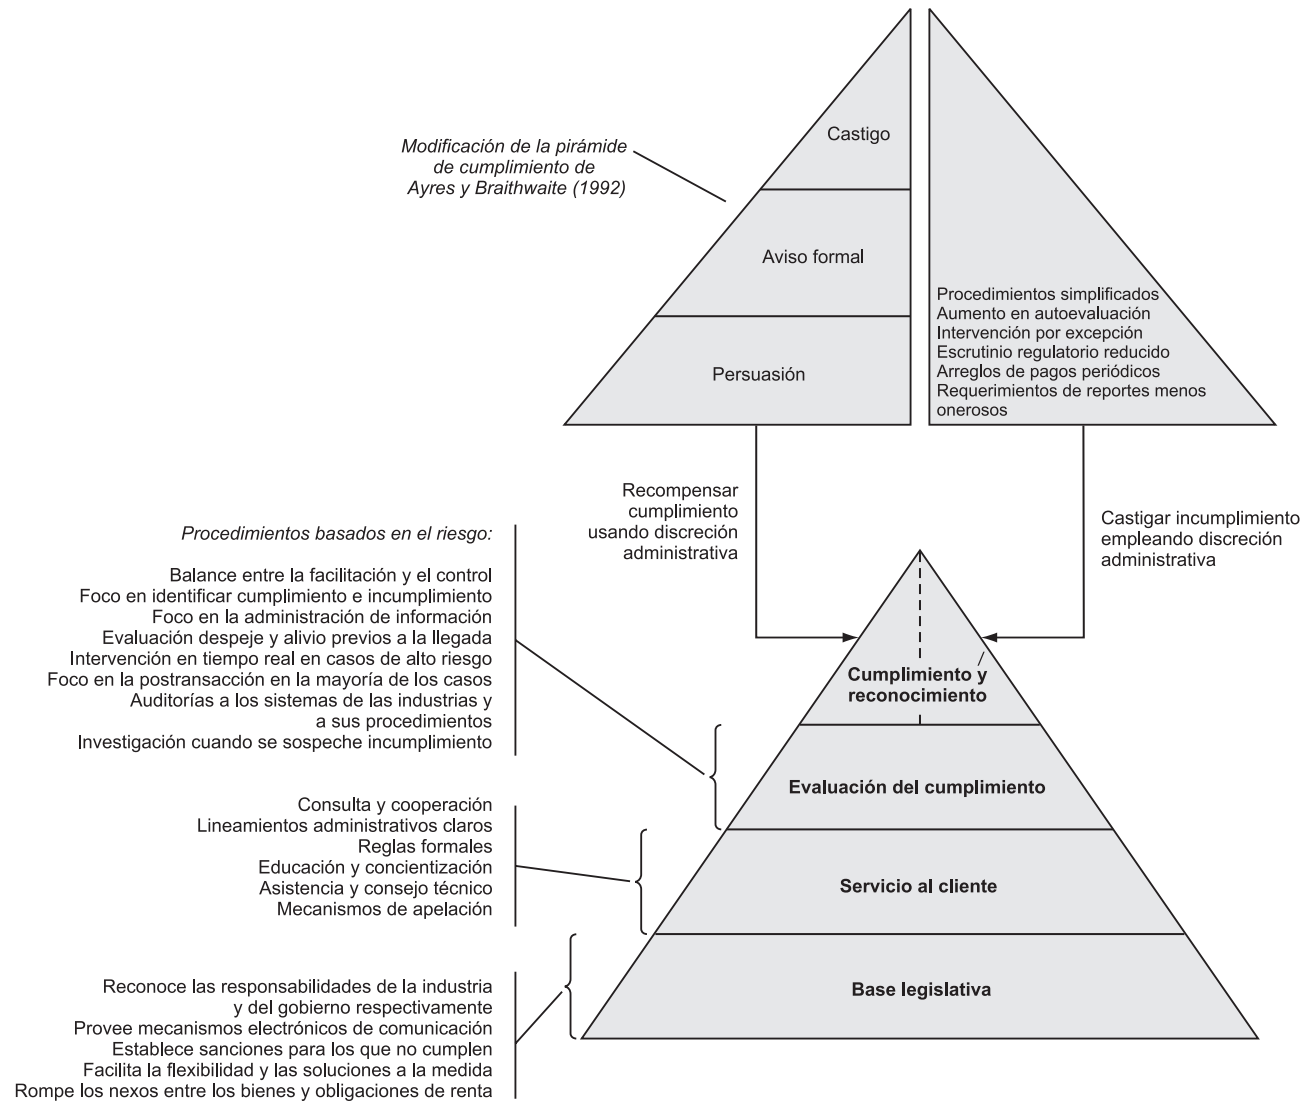 Castigo
Modificación de la pirámide
de cumplimiento de
Ayres y Braithwaite (1992)
Aviso formal
Persuasión
Procedimientos simplificados
Aumento en autoevaluación
Intervención por excepción
Escrutinio regulatorio reducido
Arreglos de pagos periódicos
Requerimientos de reportes menos
onerosos
Recompensar
cumplimiento
usando discreción
administrativa
Castigar incumplimiento
empleando discreción
administrativa
Procedimientos basados en el riesgo:
Balance entre la facilitación y el control
Foco en identificar cumplimiento e incumplimiento
Foco en la administración de información
Evaluación despeje y alivio previos a la llegada
Intervención en tiempo real en casos de alto riesgo
Foco en la postransacción en la mayoría de los casos
Auditorías a los sistemas de las industrias y
a sus procedimientos
Investigación cuando se sospeche incumplimiento
Cumplimiento y
reconocimiento
Evaluación del cumplimiento
Consulta y cooperación
Lineamientos administrativos claros
Reglas formales
Educación y concientización
Asistencia y consejo técnico
Mecanismos de apelación
Servicio al cliente
Reconoce las responsabilidades de la industria
y del gobierno respectivamente
Provee mecanismos electrónicos de comunicación
Establece sanciones para los que no cumplen
Facilita la flexibilidad y las soluciones a la medida
Rompe los nexos entre los bienes y obligaciones de renta
Base legislativa